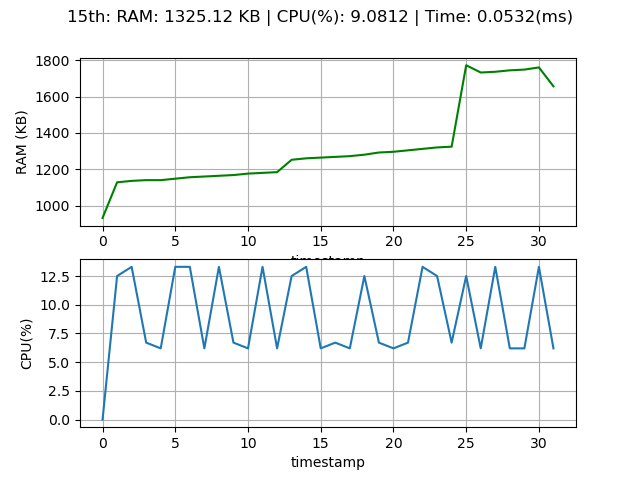 15th: RAM: 1325.12 KB | CPU(%): 9.0812 | Time: 0.0532(ms)
1800
1600
1400
1200
1000
RAM (KB)
0 5 10 15 20 25 30
timestamp
12.5
10.0
7.5
5.0
2.5
0.0
CPU(%)
0 5 10 15 20 25 30
timestamp